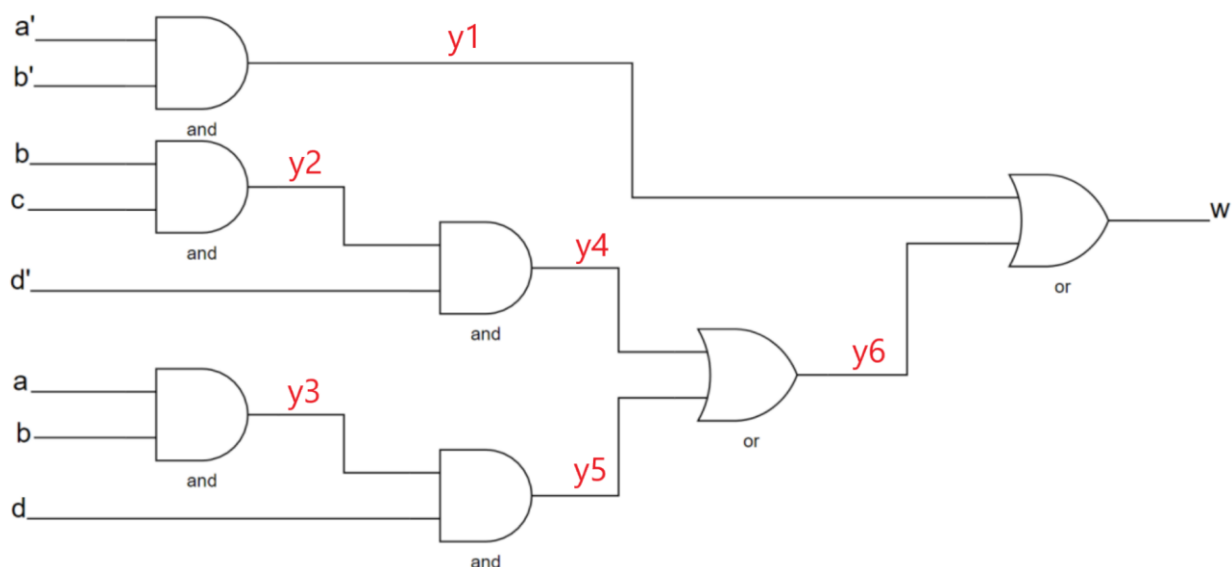 a'
y1
b'
and
b
y2
c
w
and
y4
d'
or
and
y6
a
y3
b
or
and
y5
d
and